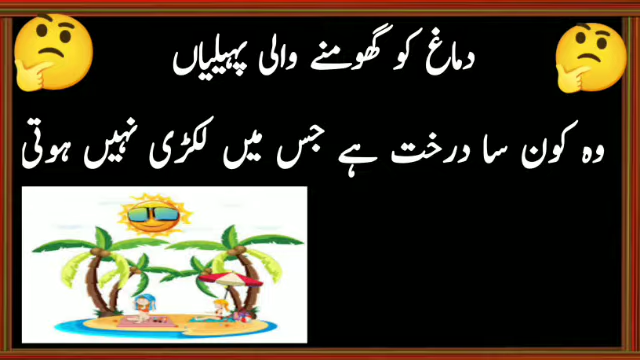 دماغ کو گھومنے والی پہیلیاں
وہ کون سا درخت ہے جس میں لکڑی نہیں ہوتی